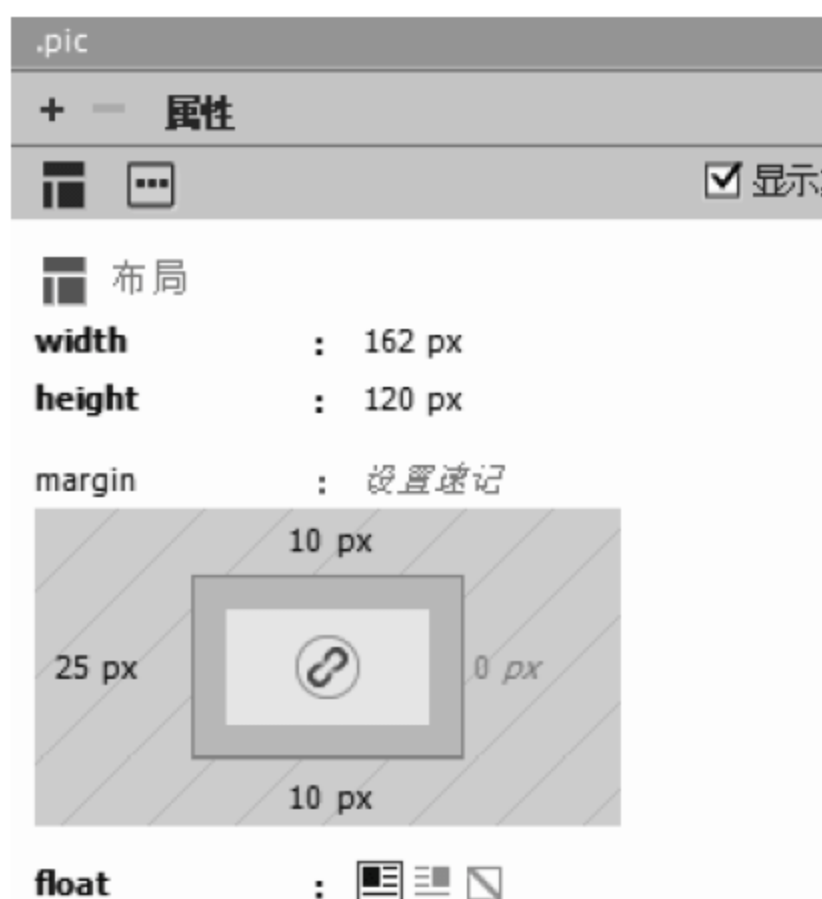 .pic
+ − 属性
显示
布局
width : 162 px
height : 120 px
margin : 设置速记
10 px
25 px 0 px
10 px
float :